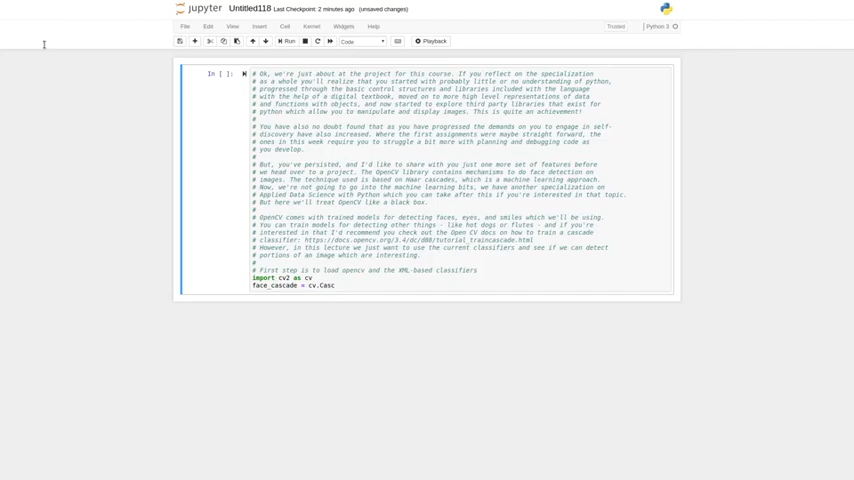 jupyter Untitled118 Last Checkpoint: 2 minutes ago (unsaved changes)
File Edit View Insert Cell Kernel Widgets Help Trusted Python 3
Run Code Playback
In [ ]: # Ok, we're just about at the project for this course. If you reflect on the specialization
# as a whole you'll realize that you started with probably little or no understanding of python,
# progressed through the basic control structures and libraries included with the language
# with the help of a digital textbook, moved on to more high level representations of data
# and functions with objects, and now started to explore third party libraries that exist for
# python which allow you to manipulate and display images. This is quite an achievement!
#
# You have also no doubt found that as you have progressed the demands on you to engage in self-
# discovery have also increased. Where the first assignments were maybe straight forward, the
# ones in this week require you to struggle a bit more with planning and debugging code as
# you develop.
#
# But, you've persisted, and I'd like to share with you just one more set of features before
# we head over to a project. The OpenCV library contains mechanisms to do face detection on
# images. The technique used is based on Haar cascades, which is a machine learning approach.
# Now, we're not going to go into the machine learning bits, we have another specialization on
# Applied Data Science with Python which you can take after this if you're interested in that topic.
# But here we'll treat OpenCV like a black box.
#
# OpenCV comes with trained models for detecting faces, eyes, and smiles which we'll be using.
# You can train models for detecting other things - like hot dogs or flutes - and if you're
# interested in that I'd recommend you check out the Open CV docs on how to train a cascade
# classifier: https://docs.opencv.org/3.4/dc/d88/tutorial_traincascade.html
# However, in this lecture we just want to use the current classifiers and see if we can detect
# portions of an image which are interesting.
#
# First step is to load opencv and the XML-based classifiers
import cv2 as cv
face_cascade = cv.Casc